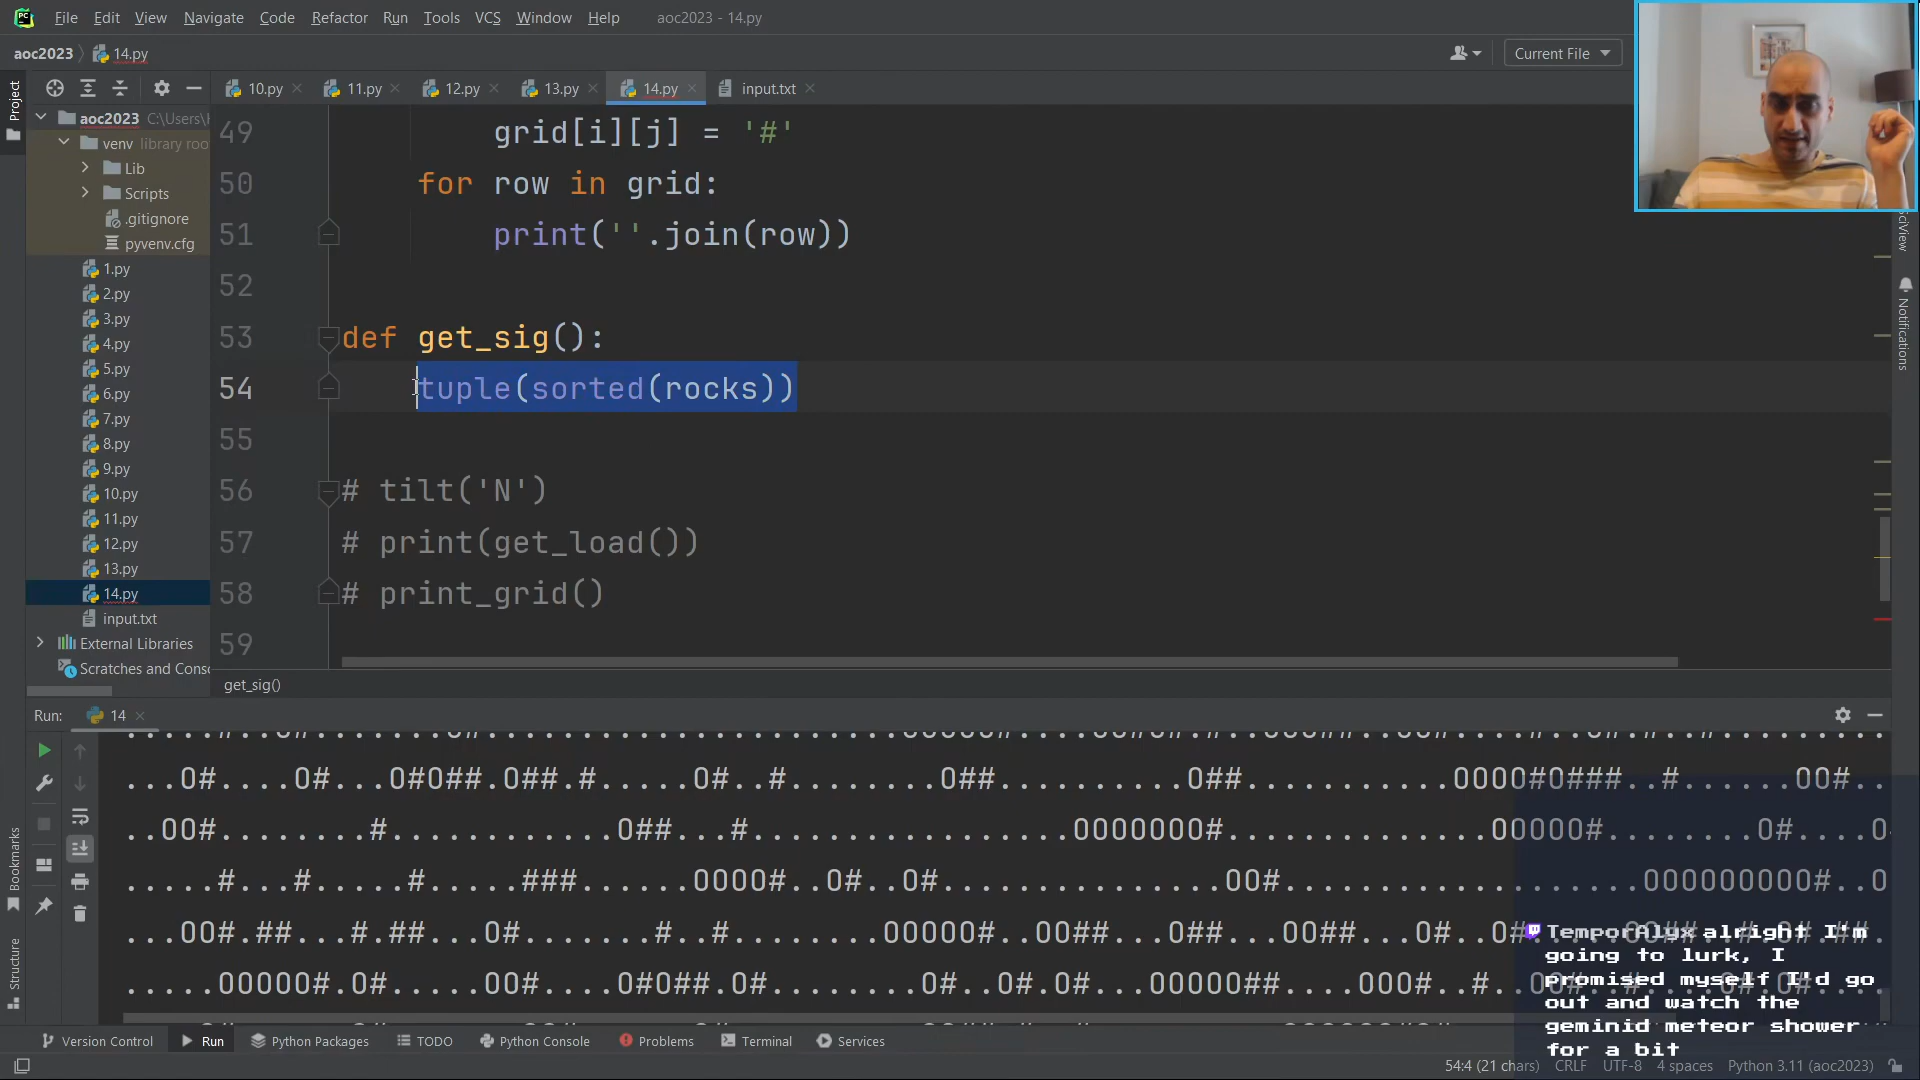 File Edit View Navigate Code Refactor Run Tools VCS Window Help aoc2023 - 14.py
aoc2023 14.py
Current File
10.py 11.py 12.py 13.py 14.py input.txt
Project
aoc2023 C:\Users\
venv library roo
Lib
Scripts
.gitignore
pyvenv.cfg
1.py
2.py
3.py
4.py
5.py
6.py
7.py
8.py
9.py
10.py
11.py
12.py
13.py
14.py
input.txt
External Libraries
Scratches and Conso
49 grid[i][j] = '#'
50 for row in grid:
51 print(''.join(row))
52
53 def get_sig():
54 tuple(sorted(rocks))
55
56 # tilt('N')
57 # print(get_load())
58 # print_grid()
59
get_sig()
SciView
Notifications
Run: 14
...O#....O#...O#O##.O##.#.....O#..#........O##..........O##...........OOOO#O###..#......OO#.
..OO#........#............O##...#.................OOOOOOO#..............OOOOO#........O#....O
.....#...#.....#.....###......OOOO#..O#..O#...............OO#..................OOOOOOOOO#..O
.....OOOOO#.O#.....OO#.....O#O##.O#........O#..O#.O#...OOOOO##....OOO#..#..
Bookmarks
Structure
TemporAlyx alright I'm
going to lurk, I
promised myself I'd go
out and watch the
geminid meteor shower
for a bit
Version Control Run Python Packages TODO Python Console Problems Terminal Services
54:4 (21 chars) CRLF UTF-8 4 spaces Python 3.11 (aoc2023)